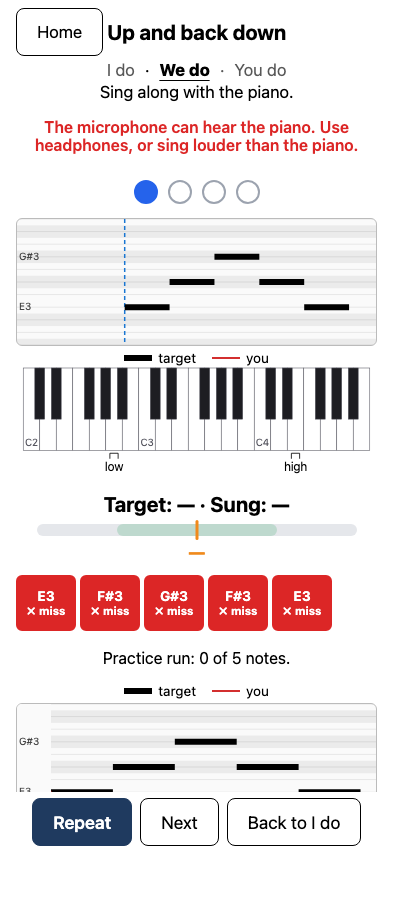 Home
Up and back down
I do · We do · You do
Sing along with the piano.
The microphone can hear the piano. Use
headphones, or sing louder than the piano.
G#3
E3
target you
C2 C3 C4
low high
Target: — · Sung: —
—
E3 F#3 G#3 F#3 E3
✕ miss ✕ miss ✕ miss ✕ miss ✕ miss
Practice run: 0 of 5 notes.
target you
G#3
E3
Repeat Next Back to I do